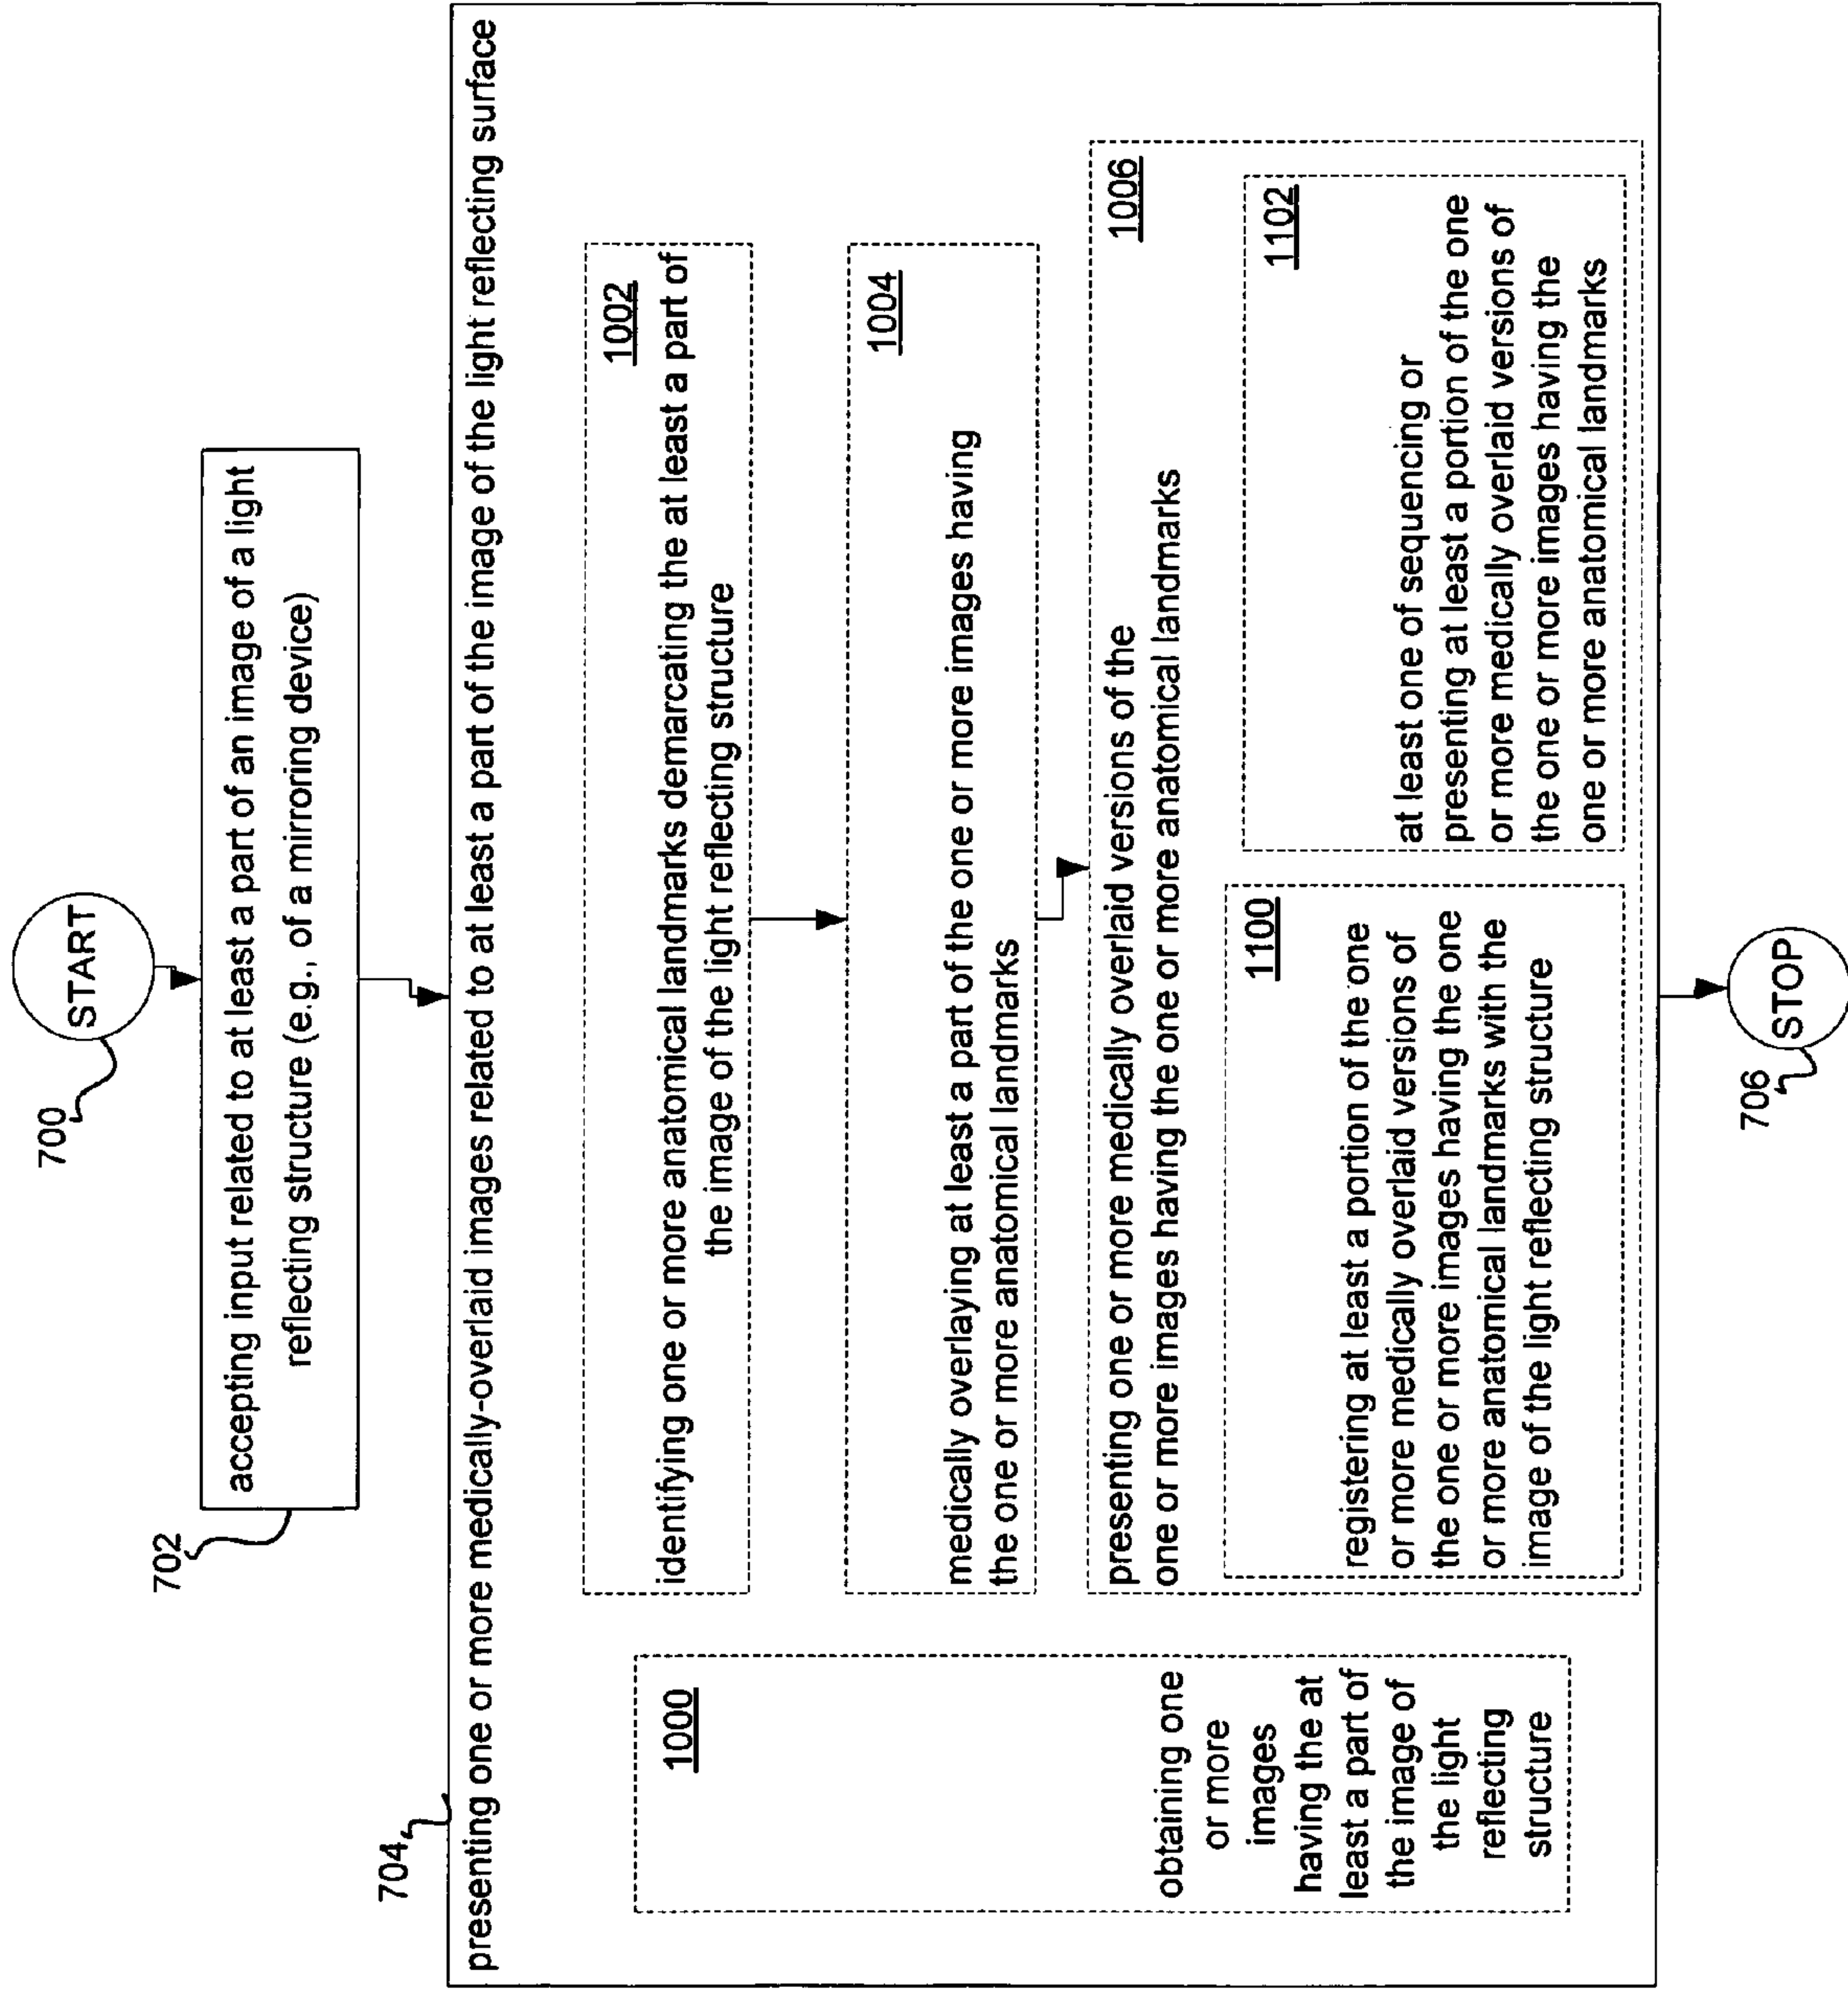 START
700
702
accepting input related to at least a part of an image of a light
reflecting structure (e.g., of a mirroring device)
704
presenting one or more medically-overlaid images related to at least a part of the image of the light reflecting surface
1000
obtaining one
or more
images
having the at
least a part of
the image of
the light
reflecting
structure
1002
identifying one or more anatomical landmarks demarcating the at least a part of
the image of the light reflecting structure
1004
medically overlaying at least a part of the one or more images having
the one or more anatomical landmarks
1006
presenting one or more medically overlaid versions of the
one or more images having the one or more anatomical landmarks
1100
registering at least a portion of the one
or more medically overlaid versions of
the one or more images having the one
or more anatomical landmarks with the
image of the light reflecting structure
1102
at least one of sequencing or
presenting at least a portion of the one
or more medically overlaid versions of
the one or more images having the
one or more anatomical landmarks
706
STOP